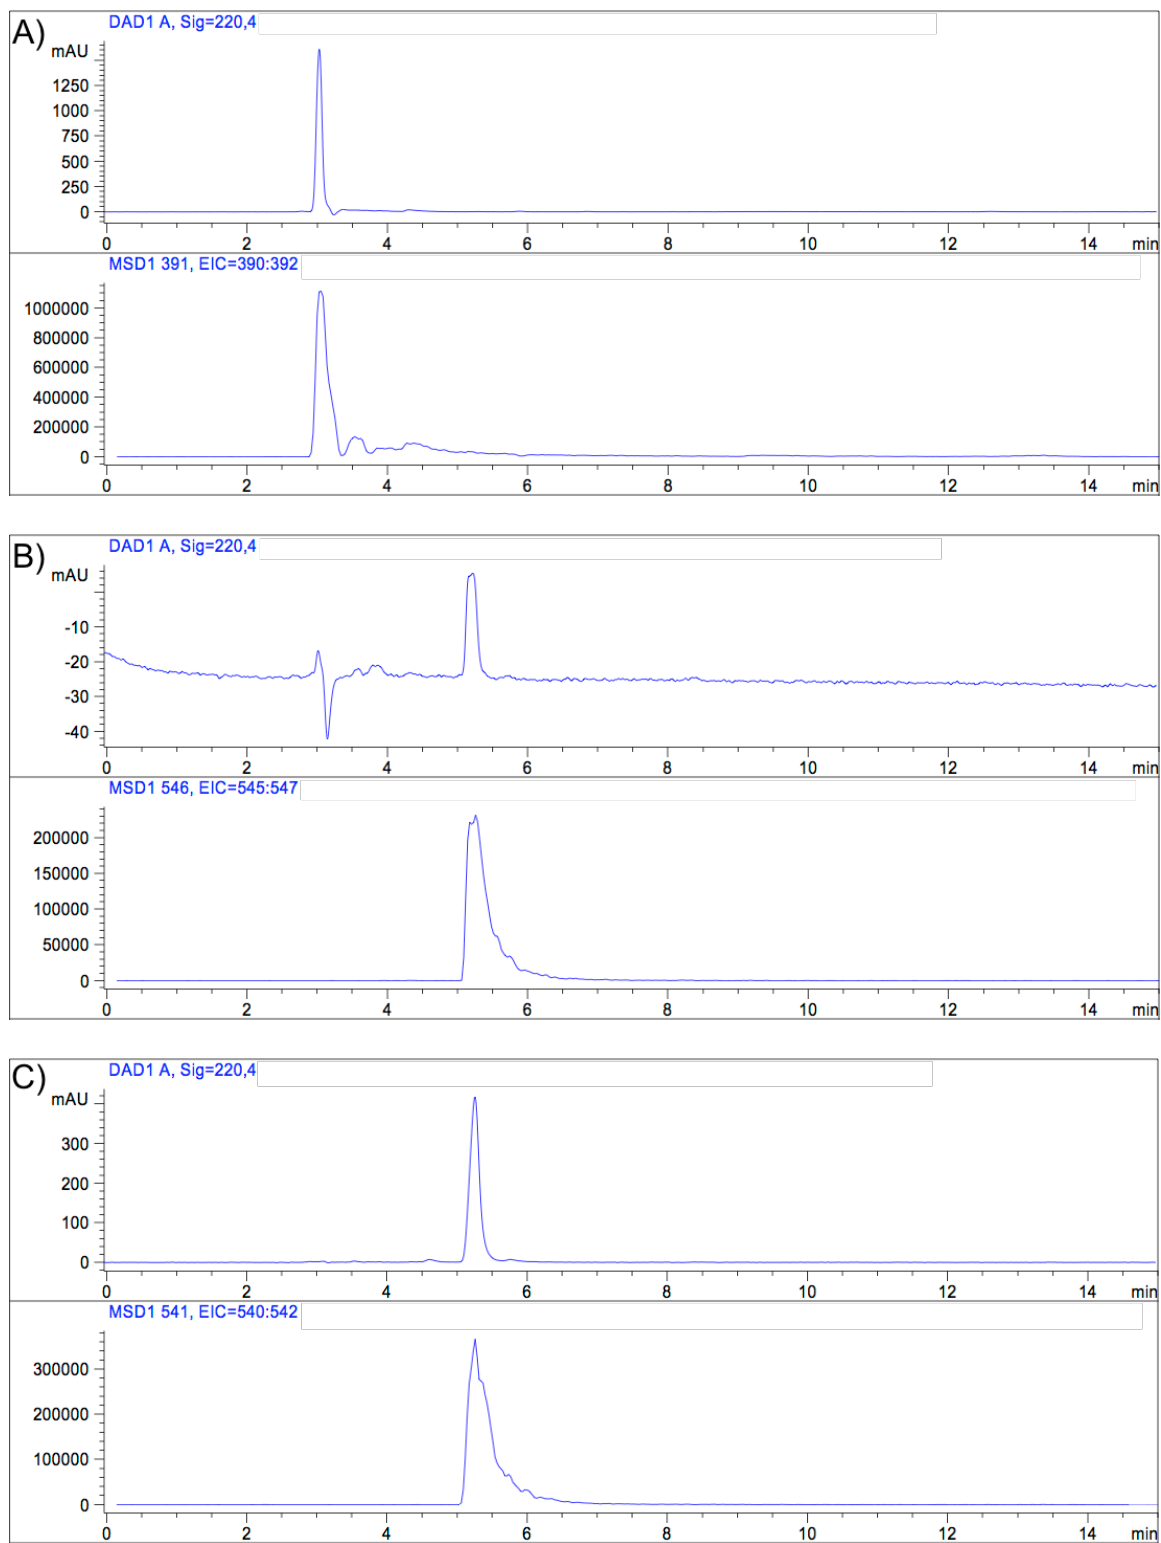 A)
DAD1 A, Sig=220,4
mAU
1250
1000
750
500
250
0
0 2 4 6 8 10 12 14 min
MSD1 391, EIC=390:392
1000000
800000
600000
400000
200000
0
0 2 4 6 8 10 12 14 min
B)
DAD1 A, Sig=220,4
mAU
-10
-20
-30
-40
0 2 4 6 8 10 12 14 min
MSD1 546, EIC=545:547
200000
150000
100000
50000
0
0 2 4 6 8 10 12 14 min
C)
DAD1 A, Sig=220,4
mAU
300
200
100
0
0 2 4 6 8 10 12 14 min
MSD1 541, EIC=540:542
300000
200000
100000
0
0 2 4 6 8 10 12 14 min